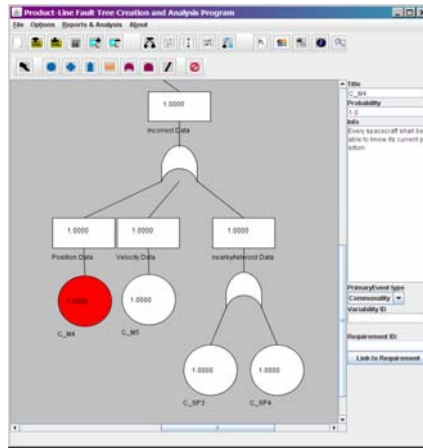 Product-Line Fault Tree Creation and Analysis Program
File Options Reports & Analysis About
Title
C_M4
Probability
1.0
Info
Every spacecraft shall be
able to know its current p
osition
1.0000
Incorrect Data
1.0000
1.0000
1.0000
Position Data
Velocity Data
nearbyAsteroid Data
1.0000
1.0000
C_M4
C_M5
1.0000
1.0000
C_SP3
C_SP4
PrimaryEvent type
Commonality
Variability ID
Requirement ID:
Link to Requirement